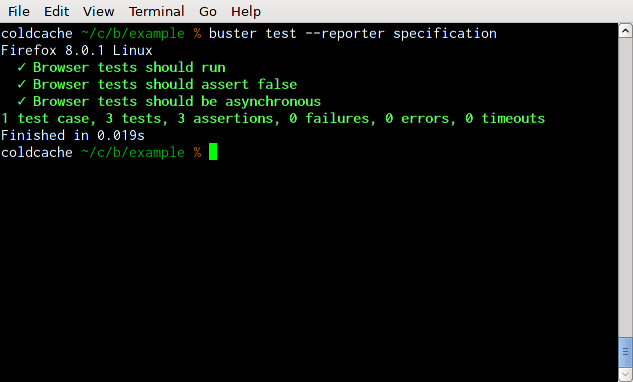 File Edit View Terminal Go Help
coldcache ~/c/b/example % buster test --reporter specification
Firefox 8.0.1 Linux
✓ Browser tests should run
✓ Browser tests should assert false
✓ Browser tests should be asynchronous
1 test case, 3 tests, 3 assertions, 0 failures, 0 errors, 0 timeouts
Finished in 0.019s
coldcache ~/c/b/example %